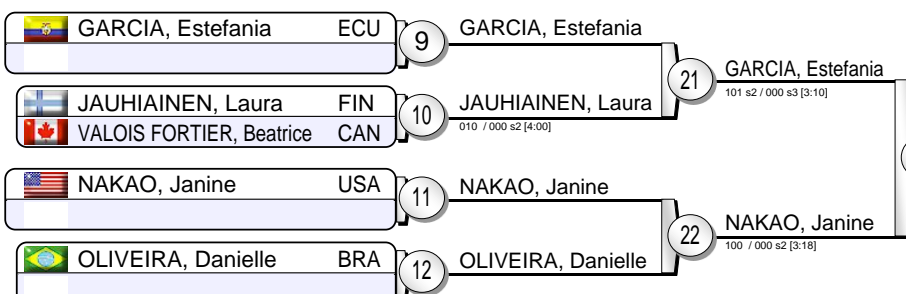 GARCIA, Estefania ECU
9
GARCIA, Estefania
JAUHIAINEN, Laura FIN
VALOIS FORTIER, Beatrice CAN
10
JAUHIAINEN, Laura
010 / 000 s2 [4:00]
21
GARCIA, Estefania
101 s2 / 000 s3 [3:10]
NAKAO, Janine USA
11
NAKAO, Janine
OLIVEIRA, Danielle BRA
12
OLIVEIRA, Danielle
22
NAKAO, Janine
100 / 000 s2 [3:18]